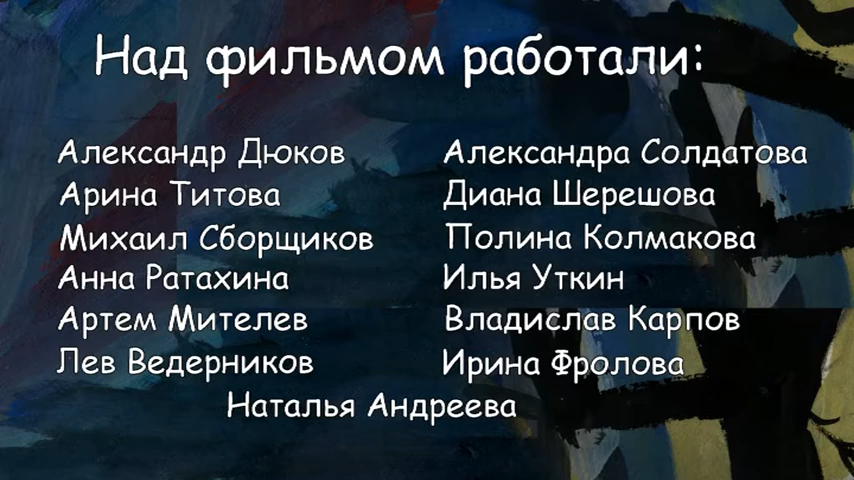 Над фильмом работали:
Александр Дюков
Арина Титова
Михаил Сборщиков
Анна Ратахина
Артем Мителев
Лев Ведерников
Александра Солдатова
Диана Шерешова
Полина Колмакова
Илья Уткин
Владислав Карпов
Ирина Фролова
Наталья Андреева